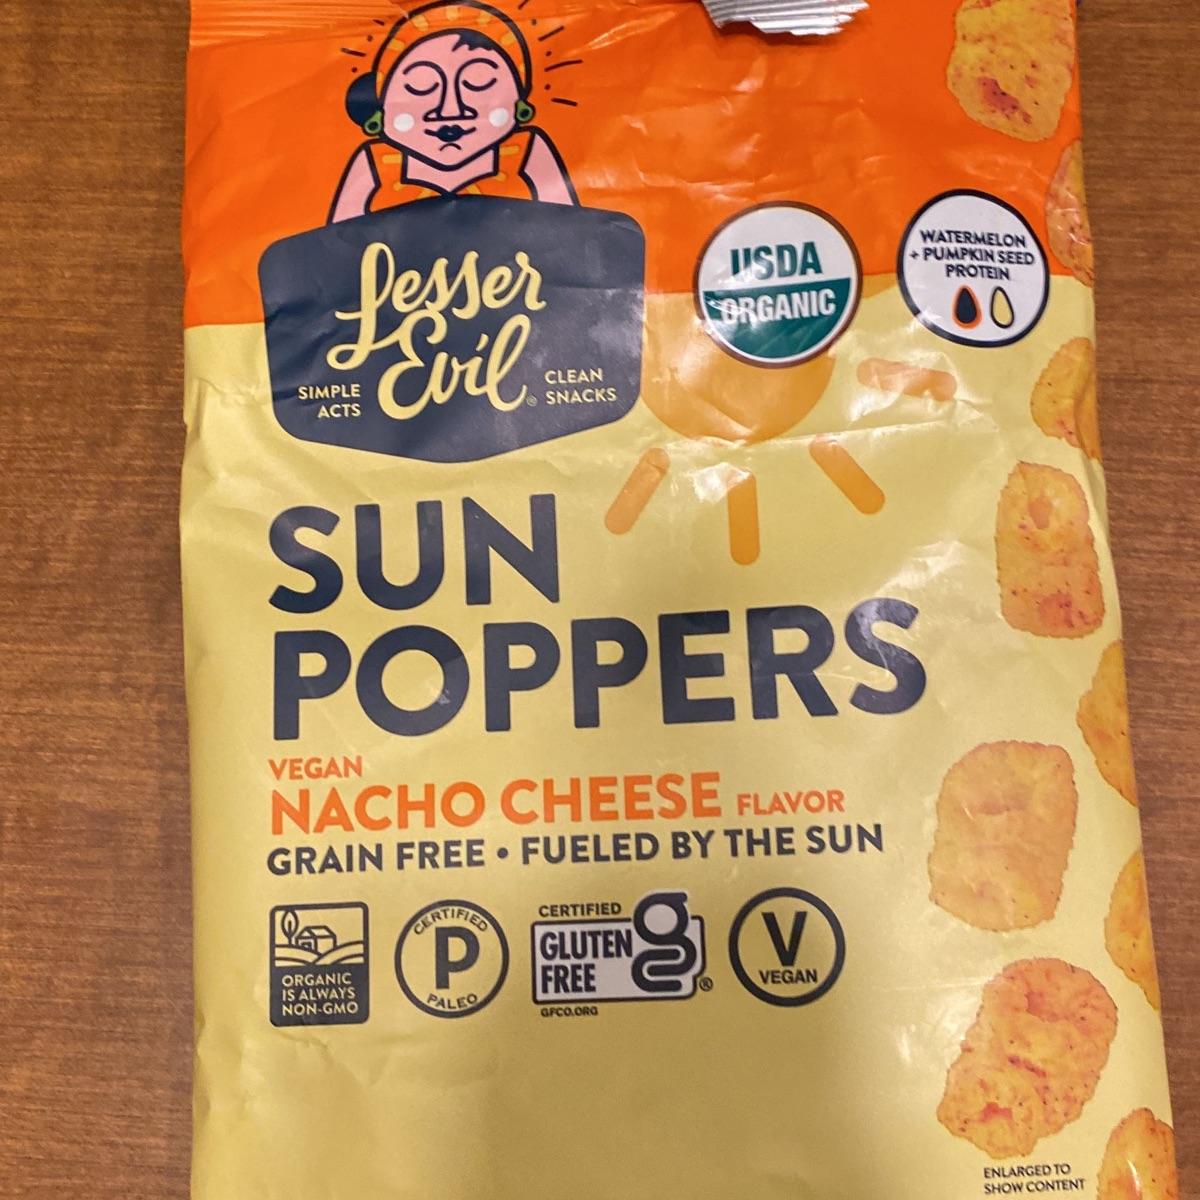 Lesser
Evil®
SIMPLE
ACTS
CLEAN
SNACKS
USDA
ORGANIC
WATERMELON
+ PUMPKIN SEED
PROTEIN
SUN
POPPERS
VEGAN
NACHO CHEESE FLAVOR
GRAIN FREE • FUELED BY THE SUN
ORGANIC
IS ALWAYS
NON-GMO
CERTIFIED
P
PALEO
CERTIFIED
GLUTEN
FREE
g
®
GFCO.ORG
V
VEGAN
ENLARGED TO
SHOW CONTENT